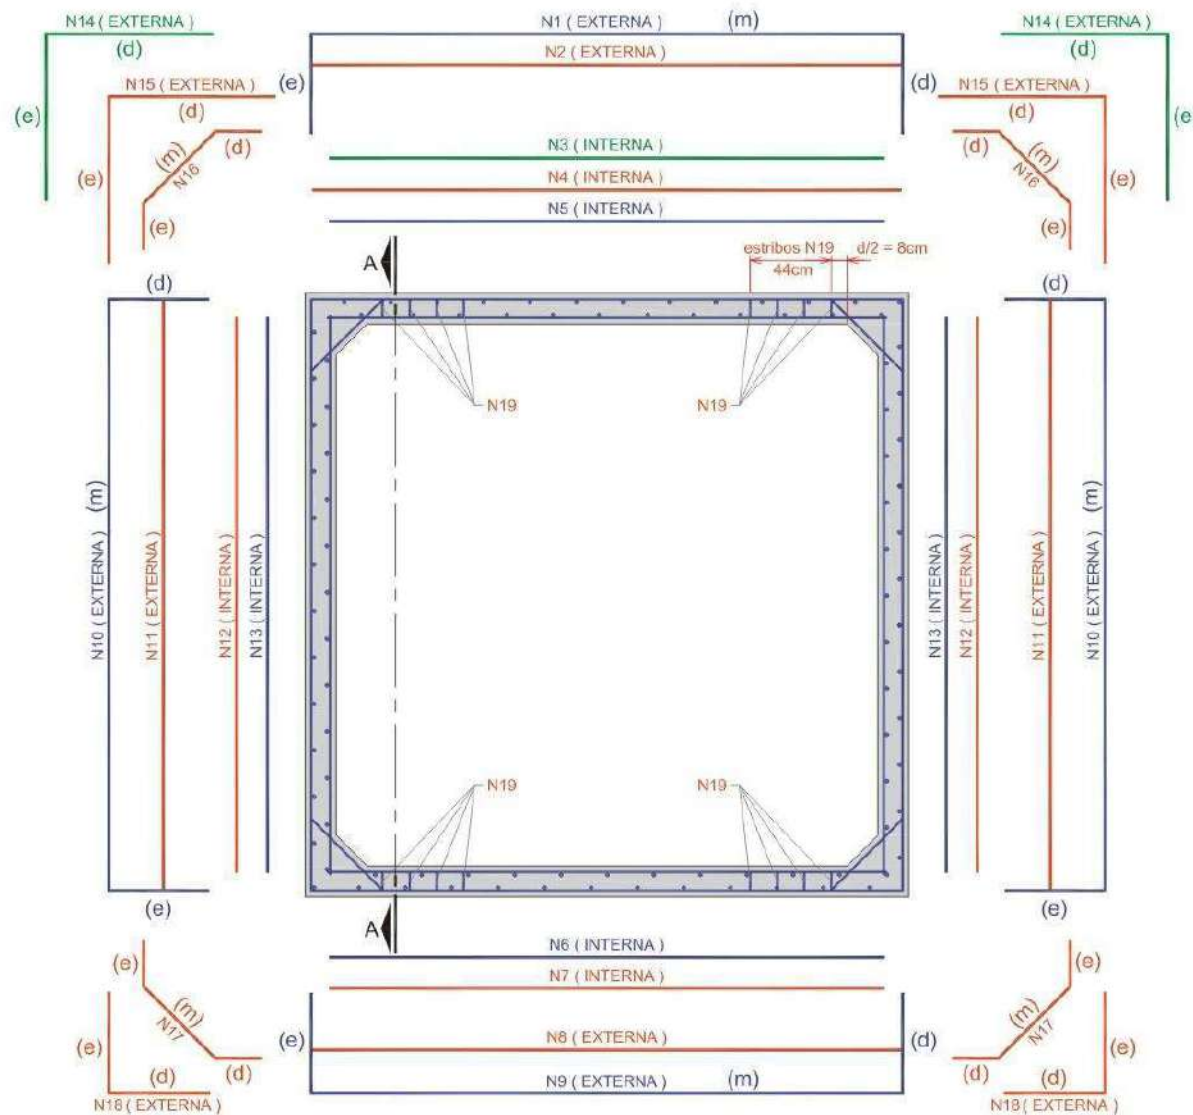 N14 ( EXTERNA )
(d)
(e)
N1 ( EXTERNA ) (m)
N2 ( EXTERNA )
(e)
(d)
N14 ( EXTERNA )
(d)
(e
N15 ( EXTERNA )
(d)
(e)
(m)
N16
(d)
(e)
N15 ( EXTERNA )
(d)
(e)
(m)
N16
(d)
(e)
N3 ( INTERNA )
N4 ( INTERNA )
N5 ( INTERNA )
A
estribos N19 d/2 = 8cm
44cm
(d)
(d)
N19
N19
N10 ( EXTERNA ) (m)
N11 ( EXTERNA )
N12 ( INTERNA )
N13 ( INTERNA )
N13 ( INTERNA )
N12 ( INTERNA )
N11 ( EXTERNA )
N10 ( EXTERNA ) (m)
N19
N19
(e)
(e)
A
N6 ( INTERNA )
N7 ( INTERNA )
N8 ( EXTERNA )
N9 ( EXTERNA ) (m)
(e)
(d)
(e)
(m)
N17
(d)
(e)
(d)
N18 ( EXTERNA )
(e)
(m)
N17
(d)
(e)
(d)
N18 ( EXTERNA )